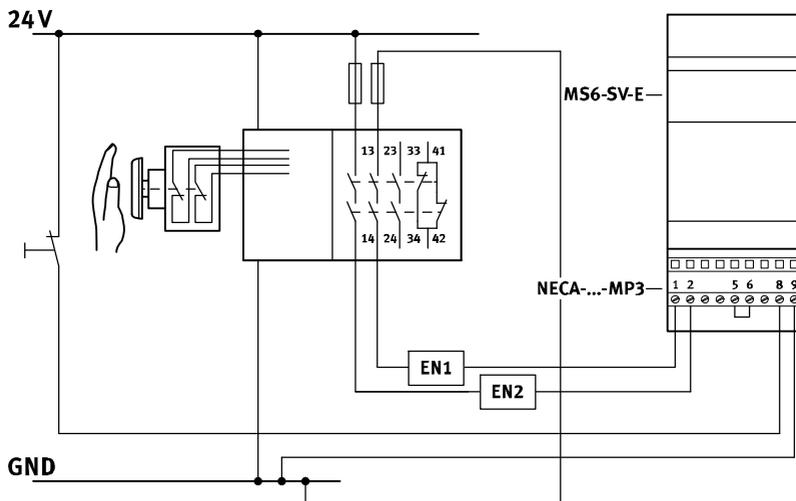 24 V
MS6-SV-E
13 23 33 41
14 24 34 42
NECA-...-MP3
1 2 5 6 8 9
EN1
EN2
GND